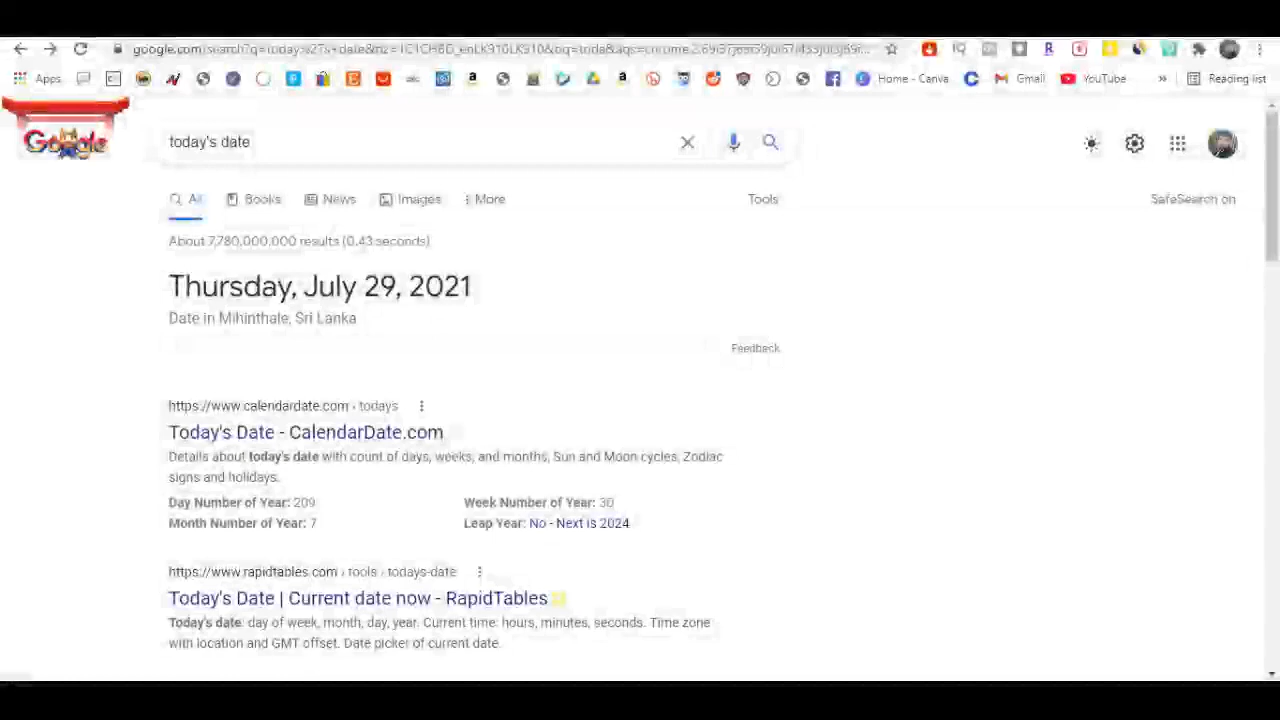 Apps
Home - Canva
Gmail
YouTube
»
Reading list
Google
today's date
All
Books
News
Images
More
Tools
SafeSearch on
About 7,780,000,000 results (0.43 seconds)
Thursday, July 29, 2021
Date in Mihinthale, Sri Lanka
Feedback
https://www.calendardate.com › todays
Today's Date - CalendarDate.com
Details about today's date with count of days, weeks, and months, Sun and Moon cycles, Zodiac
signs and holidays.
Day Number of Year: 209
Week Number of Year: 30
Month Number of Year: 7
Leap Year: No - Next is 2024
https://www.rapidtables.com › tools › todays-date
Today's Date | Current date now - RapidTables
Today's date: day of week, month, day, year. Current time: hours, minutes, seconds. Time zone
with location and GMT offset. Date picker of current date.